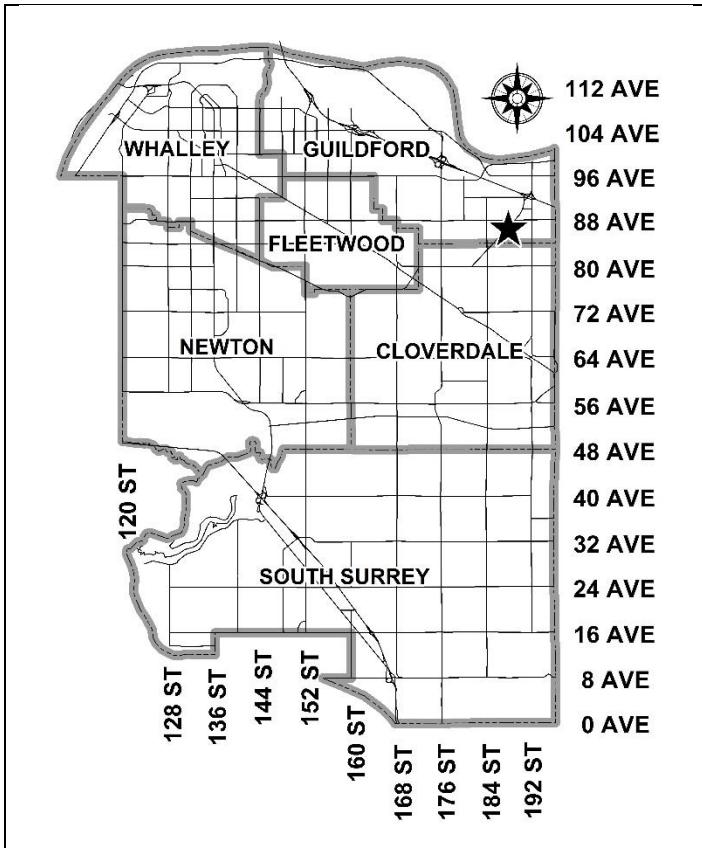 112 AVE
104 AVE
WHALLEY
GUILDFORD
96 AVE
88 AVE
FLEETWOOD
80 AVE
72 AVE
NEWTON
CLOVERDALE
64 AVE
56 AVE
48 AVE
120 ST
40 AVE
32 AVE
SOUTH SURREY
24 AVE
16 AVE
8 AVE
0 AVE
128 ST
136 ST
144 ST
152 ST
160 ST
168 ST
176 ST
184 ST
192 ST